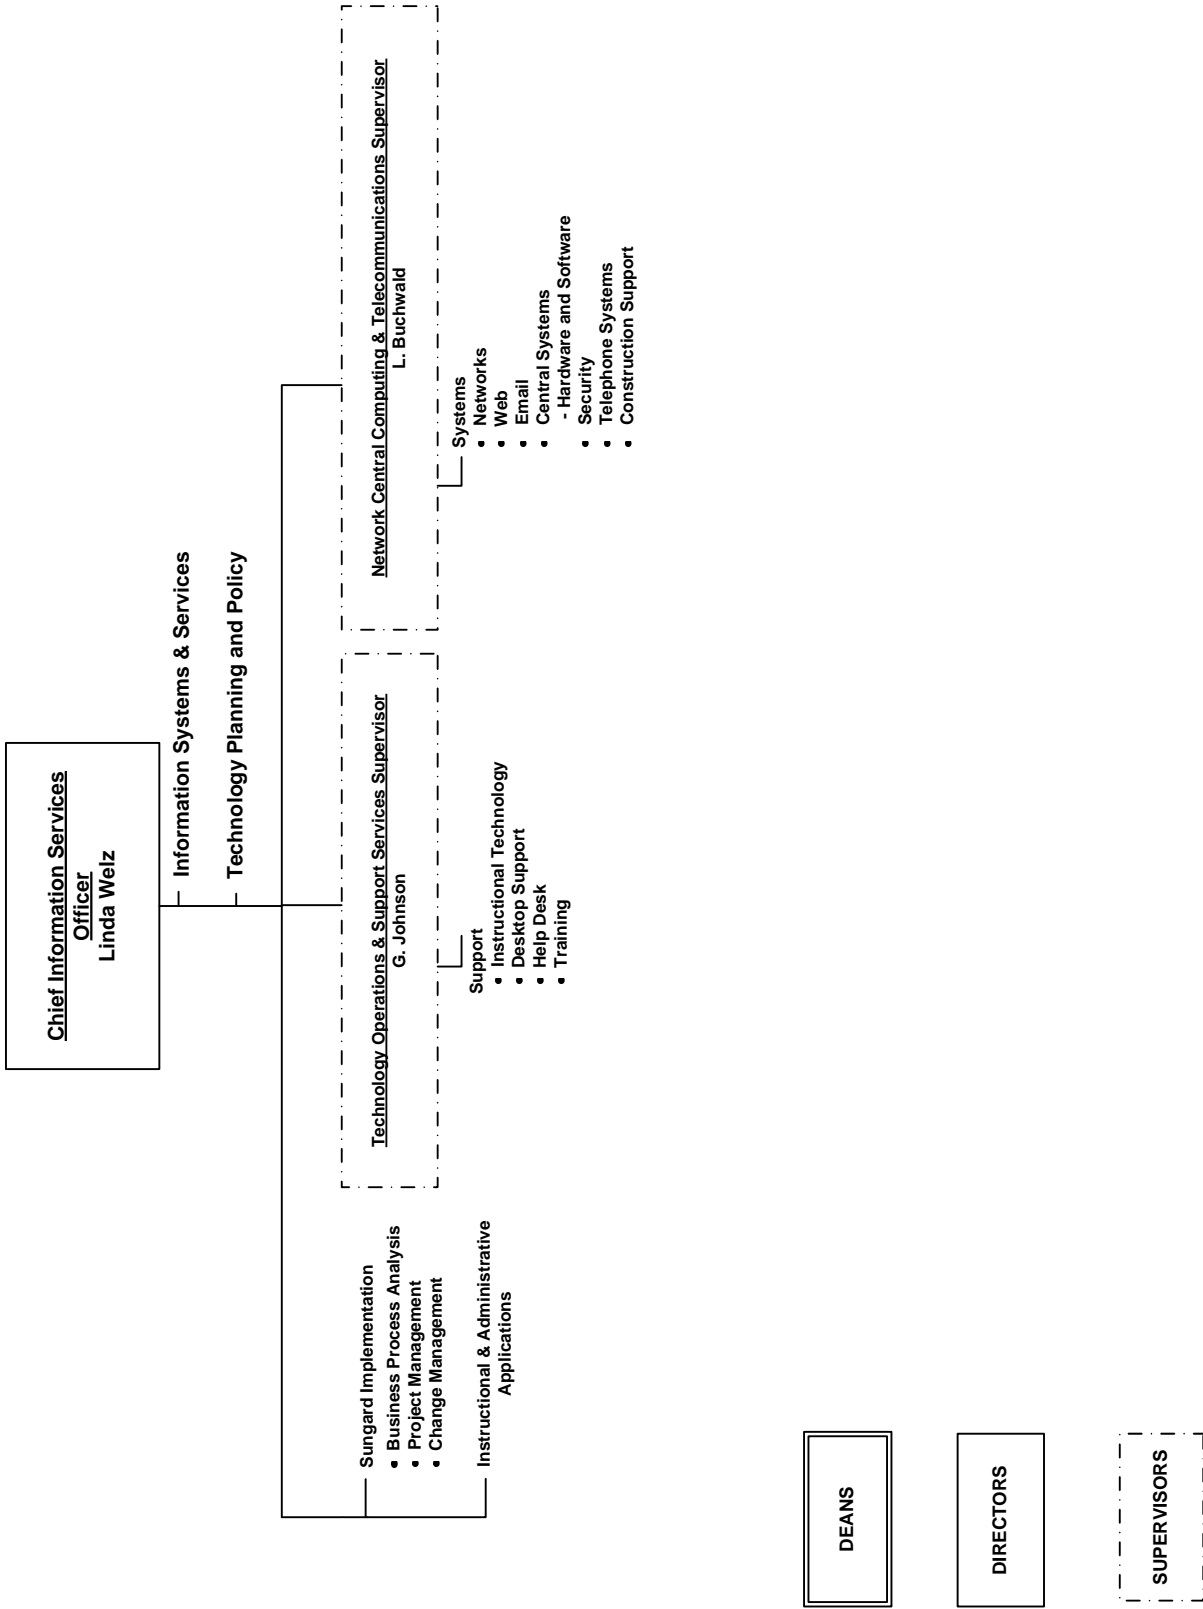 Chief Information Services
Officer
Linda Welz
Information Systems & Services
Technology Planning and Policy
Sungard Implementation
• Business Process Analysis
• Project Management
• Change Management
Instructional & Administrative
Applications
Technology Operations & Support Services Supervisor
G. Johnson
Support
• Instructional Technology
• Desktop Support
• Help Desk
• Training
Network Central Computing & Telecommunications Supervisor
L. Buchwald
Systems
• Networks
• Web
• Email
• Central Systems
- Hardware and Software
• Security
• Telephone Systems
• Construction Support
DEANS
DIRECTORS
SUPERVISORS